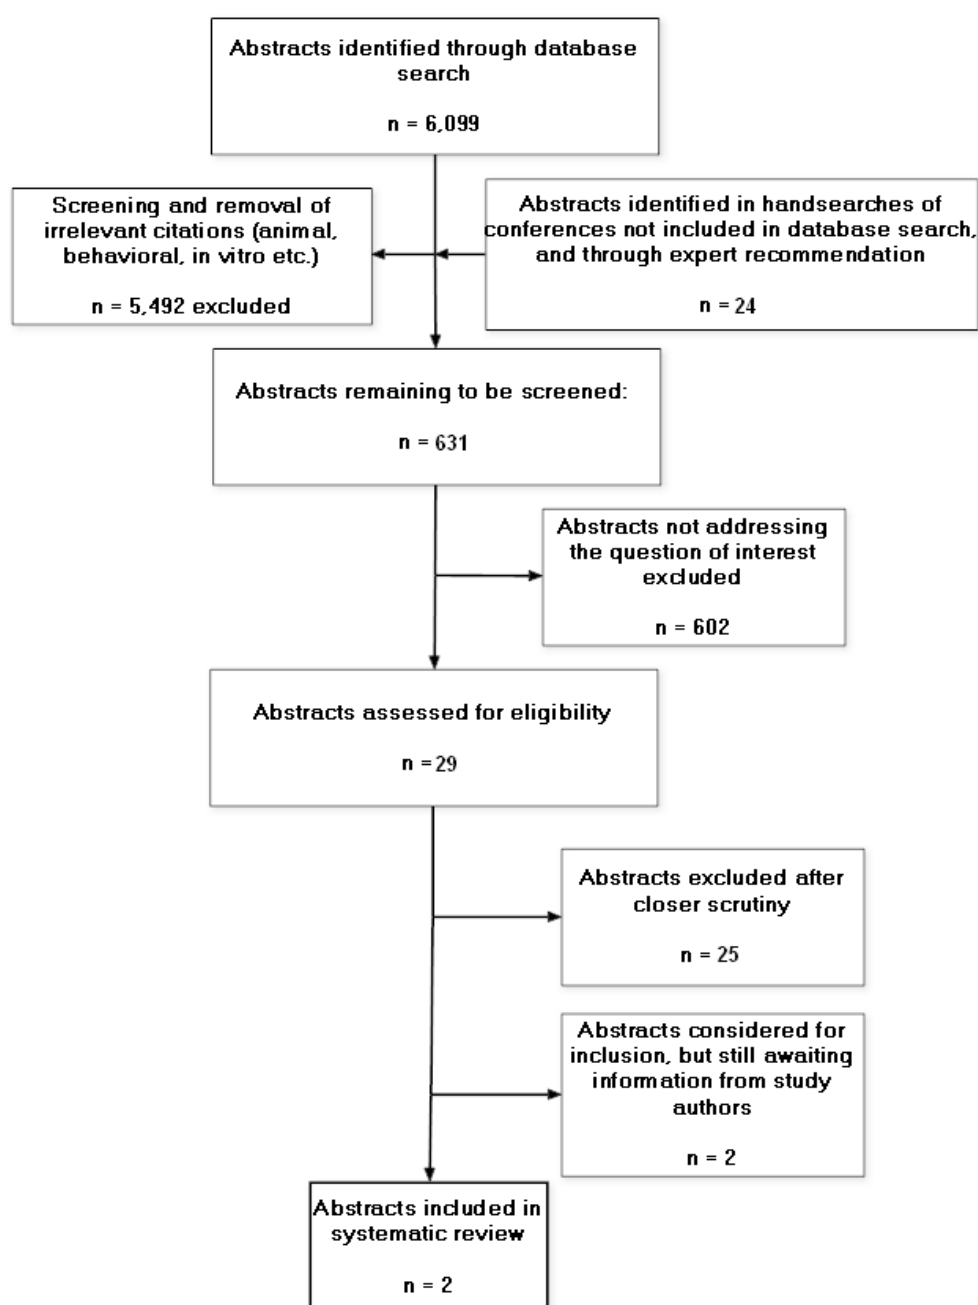 Abstracts identified through database
search
n = 6,099
Screening and removal of
irrelevant citations (animal,
behavioral, in vitro etc.)
n = 5,492 excluded
Abstracts identified in handsearches of
conferences not included in database search,
and through expert recommendation
n = 24
Abstracts remaining to be screened:
n = 631
Abstracts not addressing
the question of interest
excluded
n = 602
Abstracts assessed for eligibility
n = 29
Abstracts excluded after
closer scrutiny
n = 25
Abstracts considered for
inclusion, but still awaiting
information from study
authors
n = 2
Abstracts included in
systematic review
n = 2